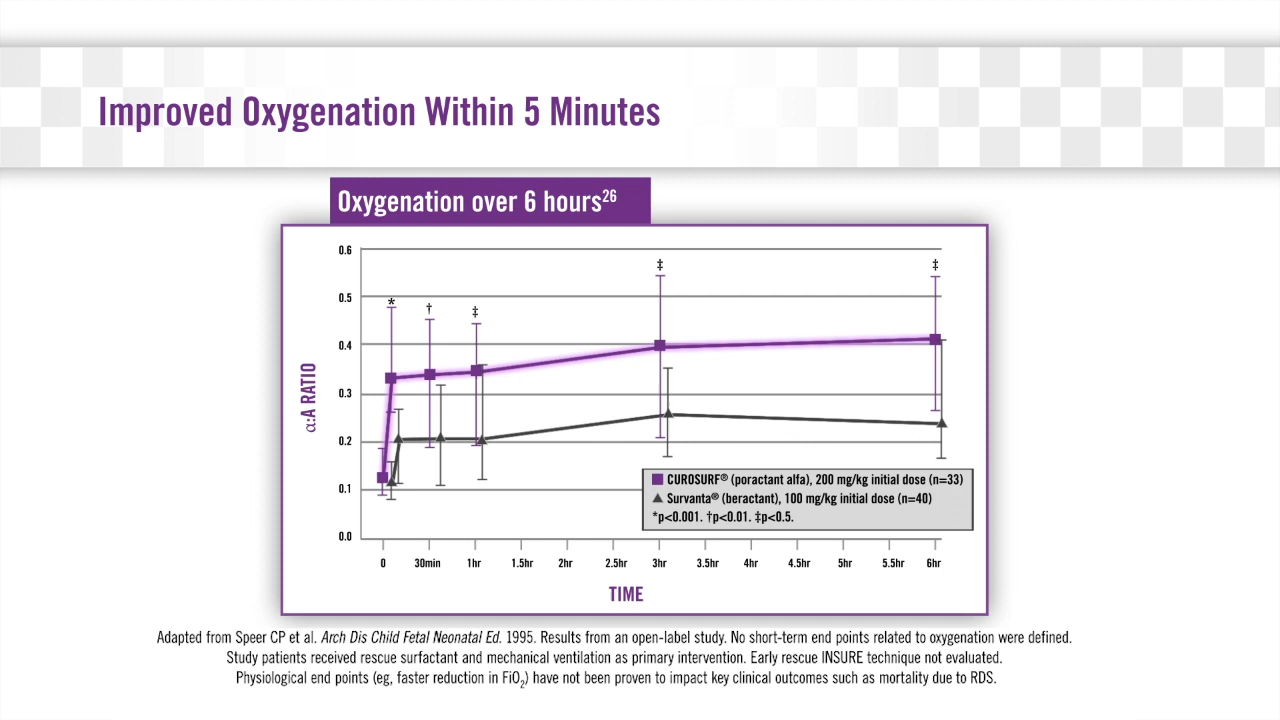 Improved Oxygenation Within 5 Minutes
Oxygenation over 6 hours26
0.6
0.5
0.4
0.3
0.2
0.1
0.0
α:A RATIO
*
†
‡
‡
‡
CUROSURF® (poractant alfa), 200 mg/kg initial dose (n=33)
Survanta® (beractant), 100 mg/kg initial dose (n=40)
*p<0.001. †p<0.01. ‡p<0.5.
0 30min 1hr 1.5hr 2hr 2.5hr 3hr 3.5hr 4hr 4.5hr 5hr 5.5hr 6hr
TIME
Adapted from Speer CP et al. Arch Dis Child Fetal Neonatal Ed. 1995. Results from an open-label study. No short-term end points related to oxygenation were defined.
Study patients received rescue surfactant and mechanical ventilation as primary intervention. Early rescue INSURE technique not evaluated.
Physiological end points (eg, faster reduction in FiO2) have not been proven to impact key clinical outcomes such as mortality due to RDS.